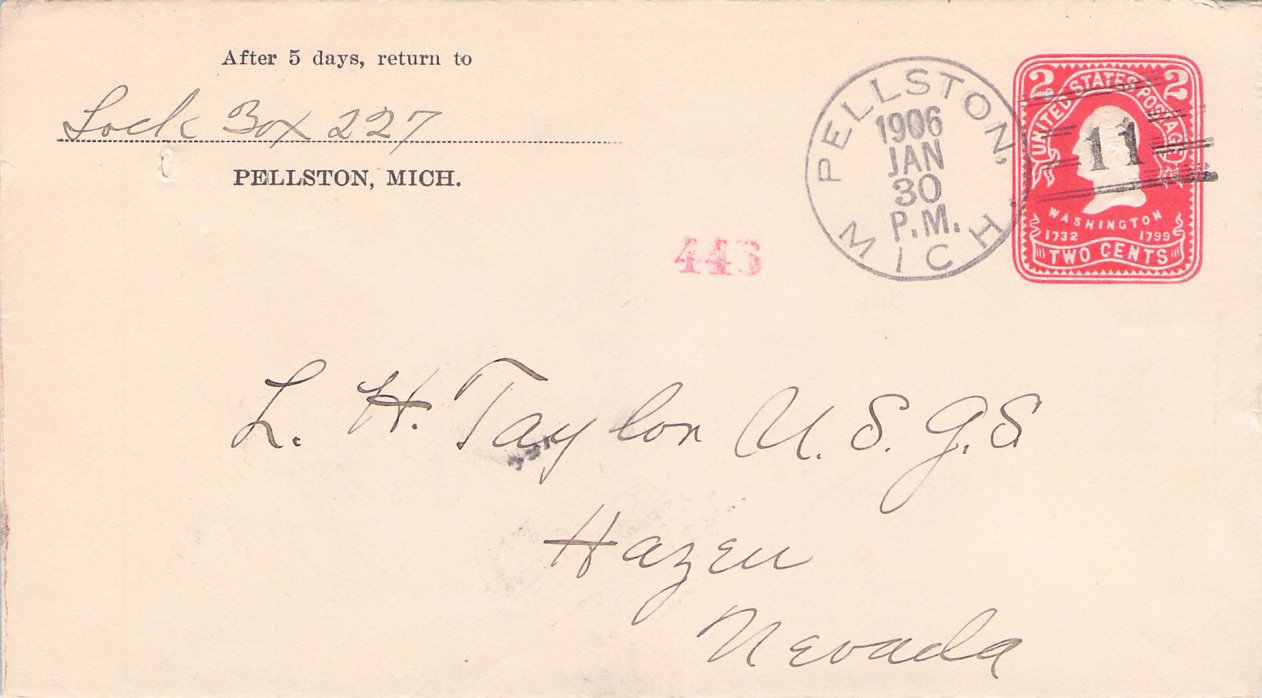 After 5 days, return to
Lock Box 227
PELLSTON, MICH.
PELLSTON, MICH.
1906
JAN
30
P.M.
11
2 2
UNITED STATES POSTAGE
WASHINGTON
1732 1799
TWO CENTS
L. H. Taylor U.S.G.S
Hazen
Nevada